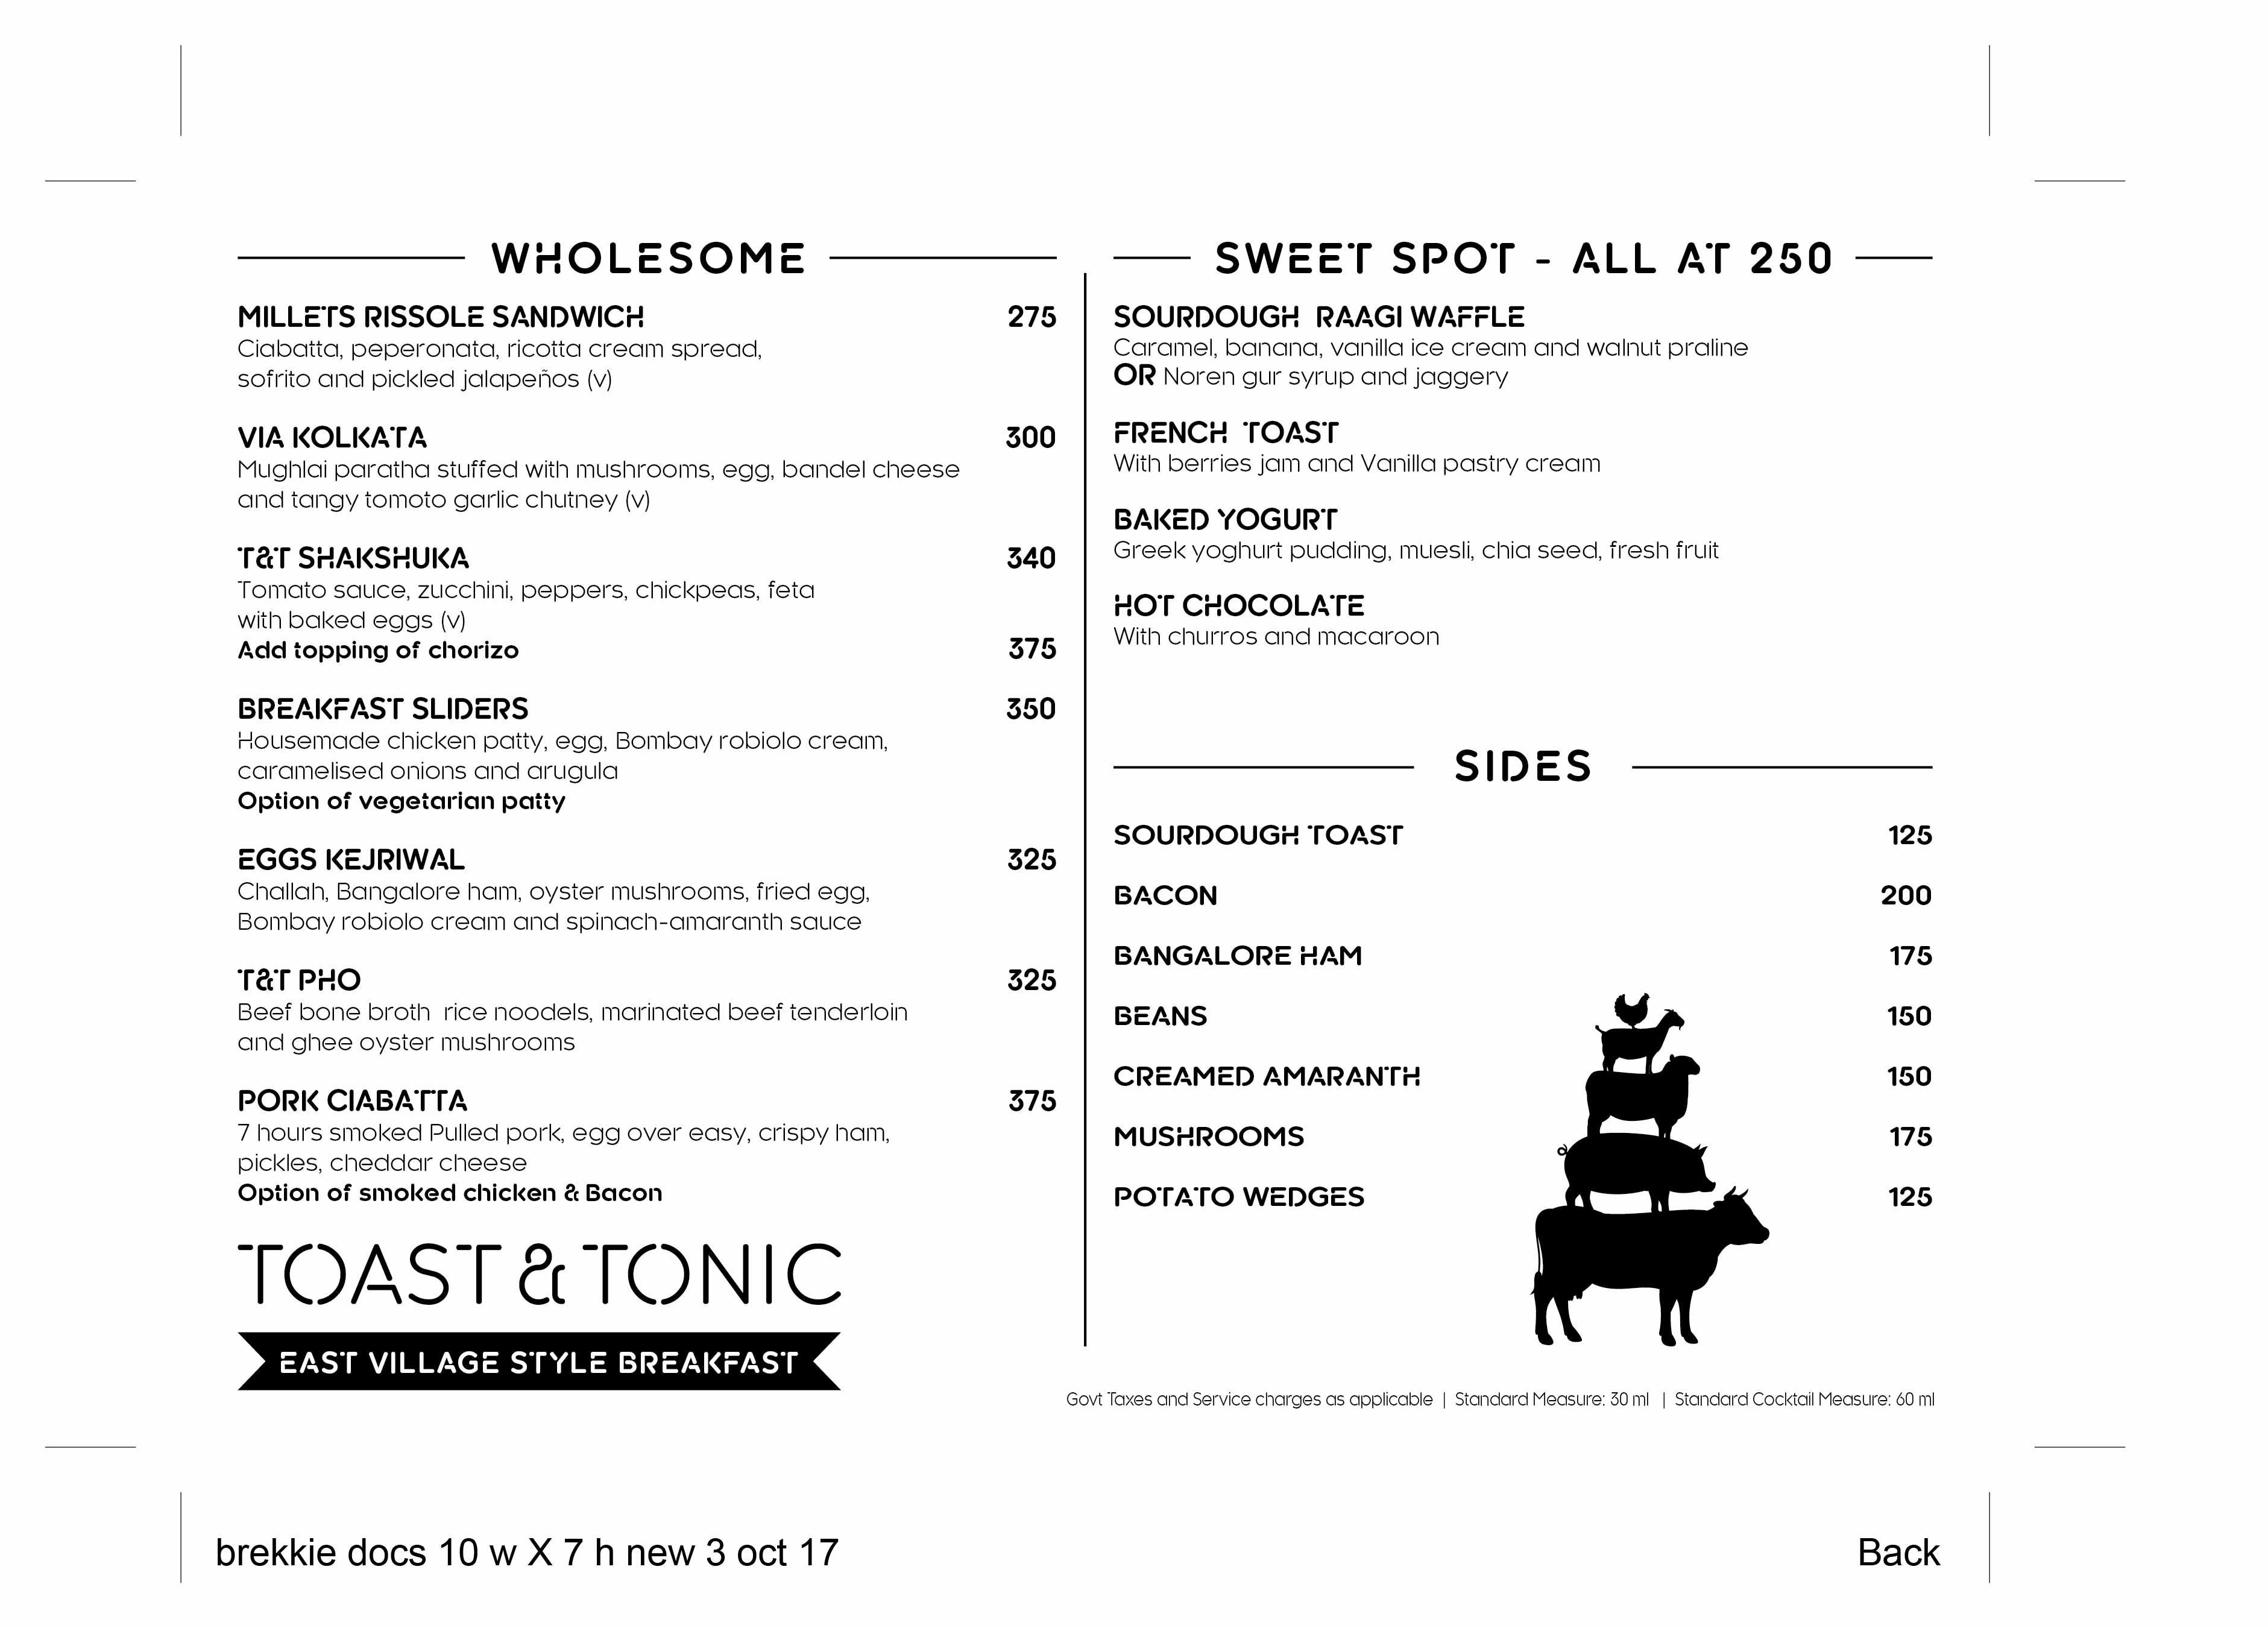 WHOLESOME
MILLETS RISSOLE SANDWICH 275
Ciabatta, peperonata, ricotta cream spread,
sofrito and pickled jalapeños (v)
VIA KOLKATA 300
Mughlai paratha stuffed with mushrooms, egg, bandel cheese
and tangy tomoto garlic chutney (v)
T&T SHAKSHUKA 340
Tomato sauce, zucchini, peppers, chickpeas, feta
with baked eggs (v)
Add topping of chorizo 375
BREAKFAST SLIDERS 350
Housemade chicken patty, egg, Bombay robiolo cream,
caramelised onions and arugula
Option of vegetarian patty
EGGS KEJRIWAL 325
Challah, Bangalore ham, oyster mushrooms, fried egg,
Bombay robiolo cream and spinach-amaranth sauce
T&T PHO 325
Beef bone broth rice noodels, marinated beef tenderloin
and ghee oyster mushrooms
PORK CIABATTA 375
7 hours smoked Pulled pork, egg over easy, crispy ham,
pickles, cheddar cheese
Option of smoked chicken & Bacon
TOAST & TONIC
EAST VILLAGE STYLE BREAKFAST
SWEET SPOT - ALL AT 250
SOURDOUGH RAAGI WAFFLE
Caramel, banana, vanilla ice cream and walnut praline
OR Noren gur syrup and jaggery
FRENCH TOAST
With berries jam and Vanilla pastry cream
BAKED YOGURT
Greek yoghurt pudding, muesli, chia seed, fresh fruit
HOT CHOCOLATE
With churros and macaroon
SIDES
SOURDOUGH TOAST 125
BACON 200
BANGALORE HAM 175
BEANS 150
CREAMED AMARANTH 150
MUSHROOMS 175
POTATO WEDGES 125
Govt Taxes and Service charges as applicable | Standard Measure: 30 ml | Standard Cocktail Measure: 60 ml
brekkie docs 10 w X 7 h new 3 oct 17
Back